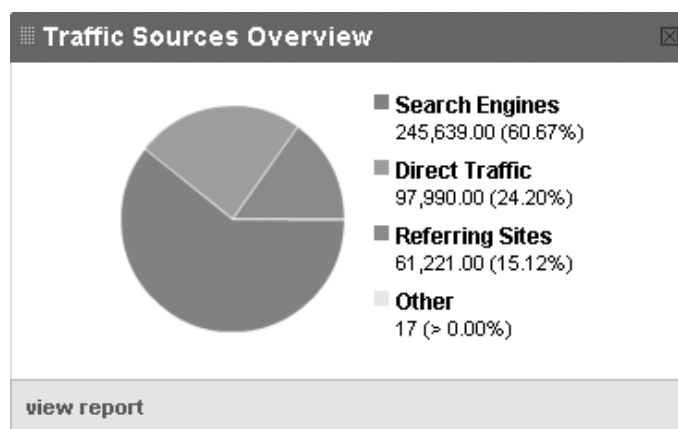 Traffic Sources Overview
Search Engines
245,639.00 (60.67%)
Direct Traffic
97,990.00 (24.20%)
Referring Sites
61,221.00 (15.12%)
Other
17 (> 0.00%)
view report